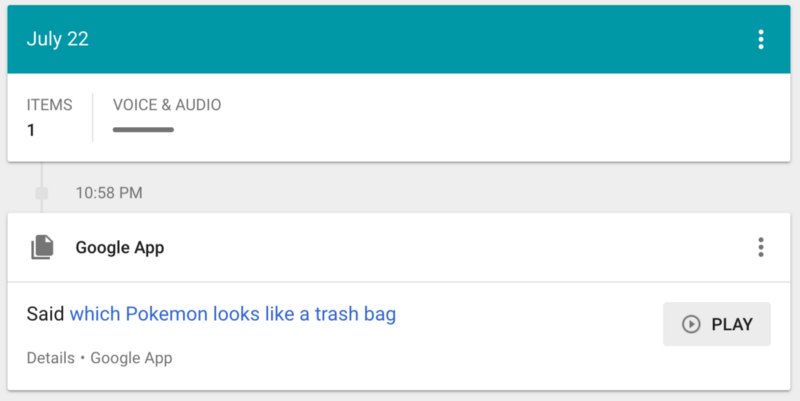 July 22
ITEMS VOICE & AUDIO
1
10:58 PM
Google App
Said which Pokemon looks like a trash bag
PLAY
Details • Google App